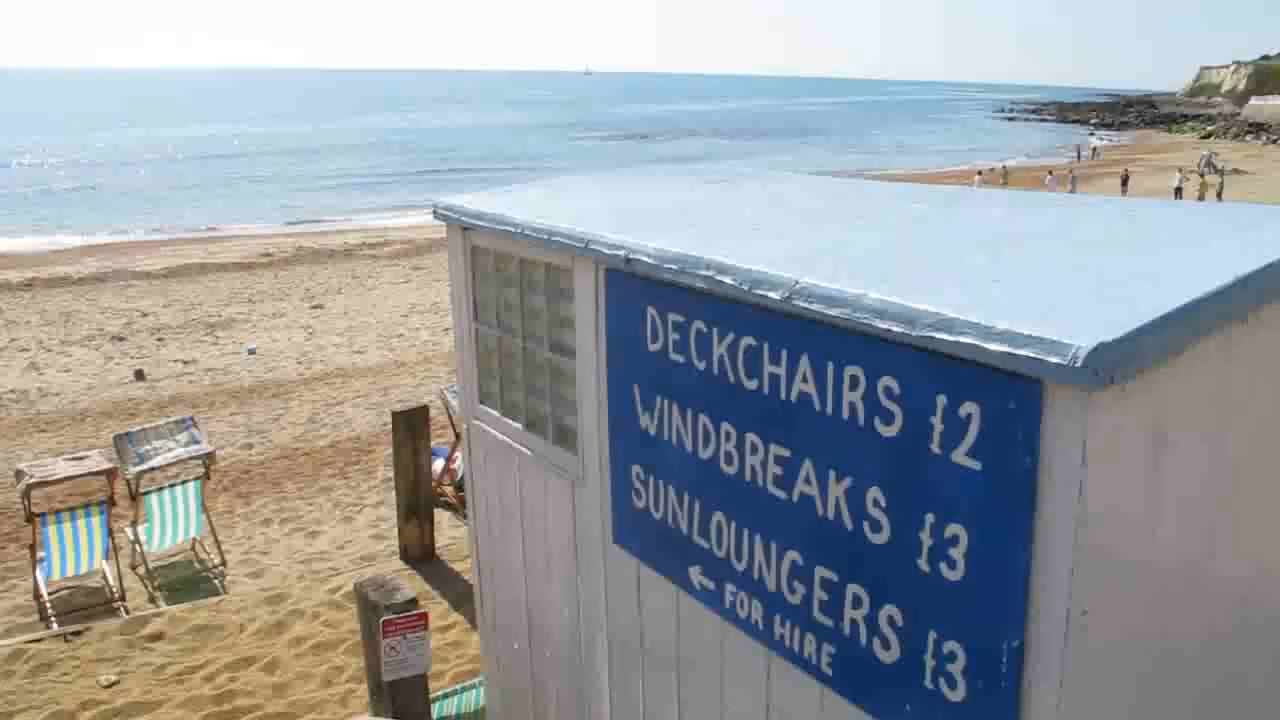 DECKCHAIRS £2
WINDBREAKS £3
SUNLOUNGERS £3
← FOR HIRE